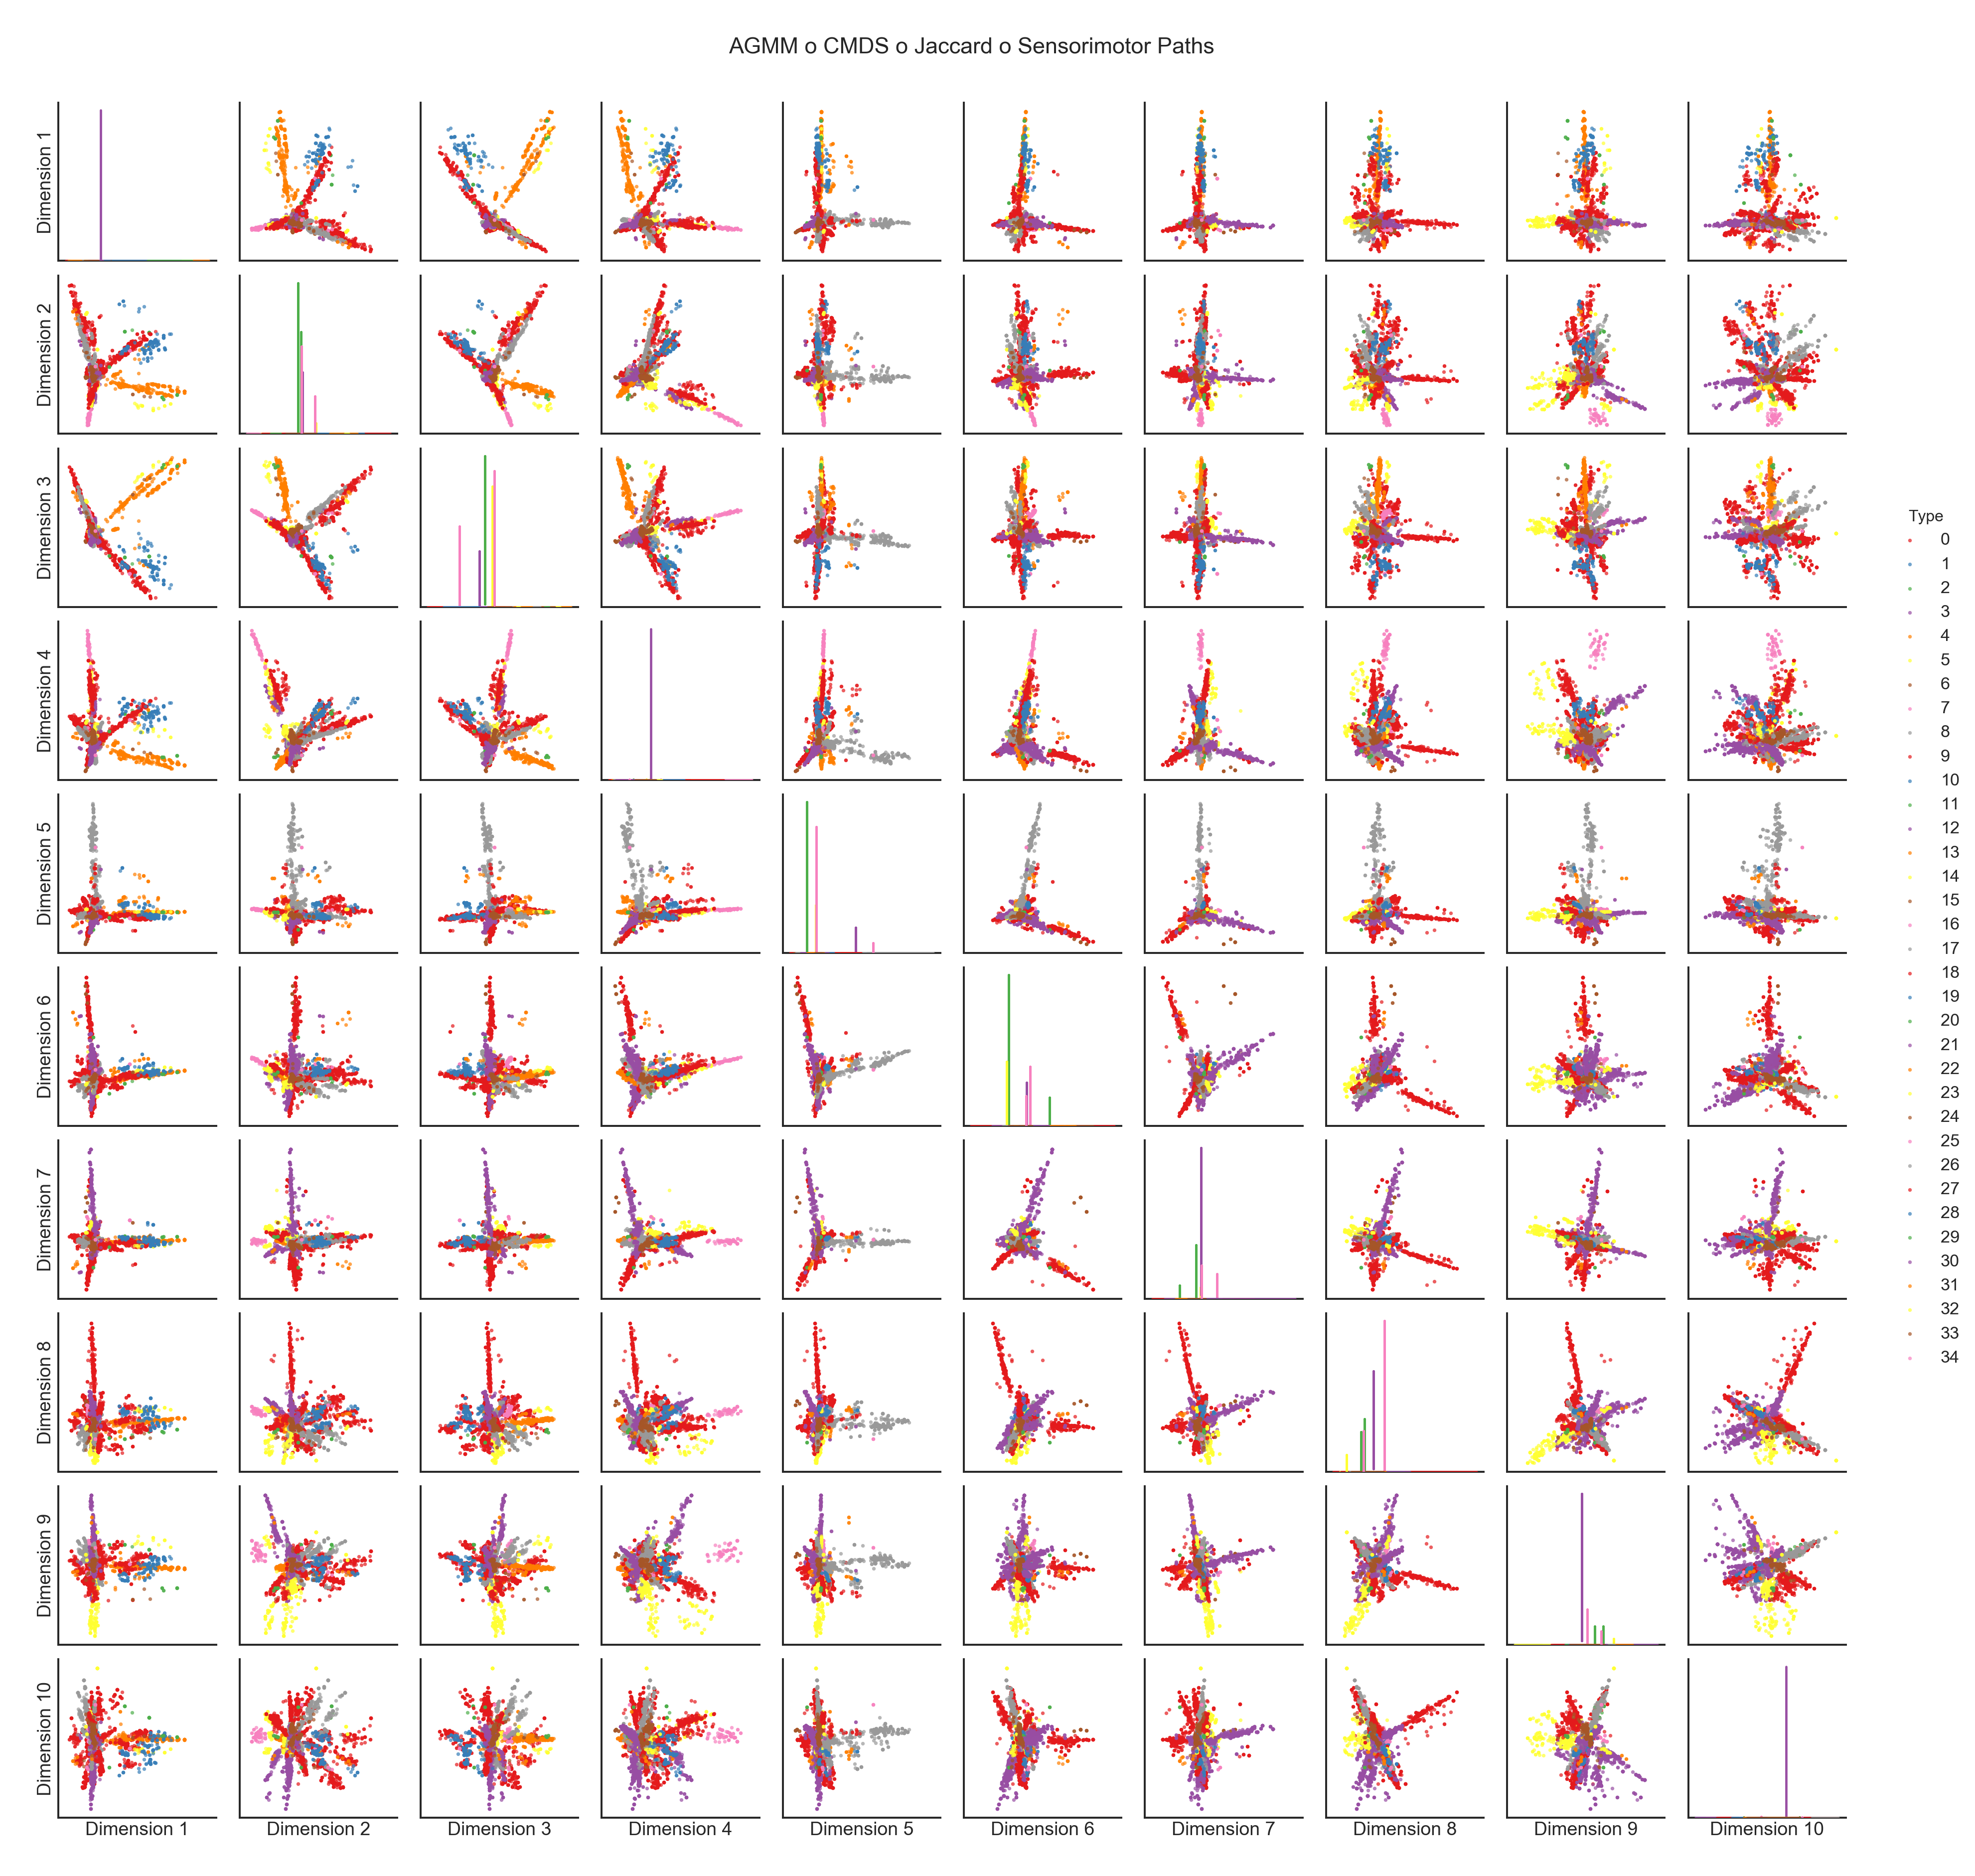 AGMM o CMDS o Jaccard o Sensorimotor Paths
Dimension 1
Dimension 2
Dimension 3
Dimension 4
Dimension 5
Dimension 6
Dimension 7
Dimension 8
Dimension 9
Dimension 10
Dimension 1
Dimension 2
Dimension 3
Dimension 4
Dimension 5
Dimension 6
Dimension 7
Dimension 8
Dimension 9
Dimension 10
Type
0
1
2
3
4
5
6
7
8
9
10
11
12
13
14
15
16
17
18
19
20
21
22
23
24
25
26
27
28
29
30
31
32
33
34